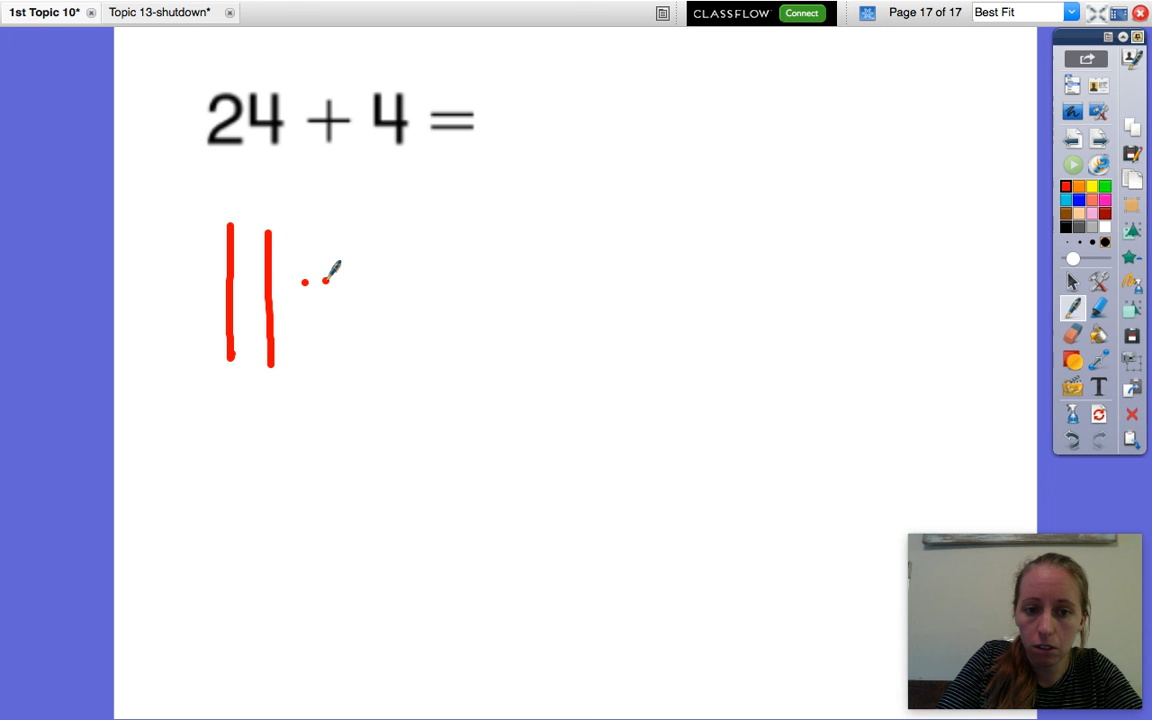 1st Topic 10*
Topic 13-shutdown*
CLASSFLOW
Connect
Page 17 of 17
Best Fit
24 + 4 =
T